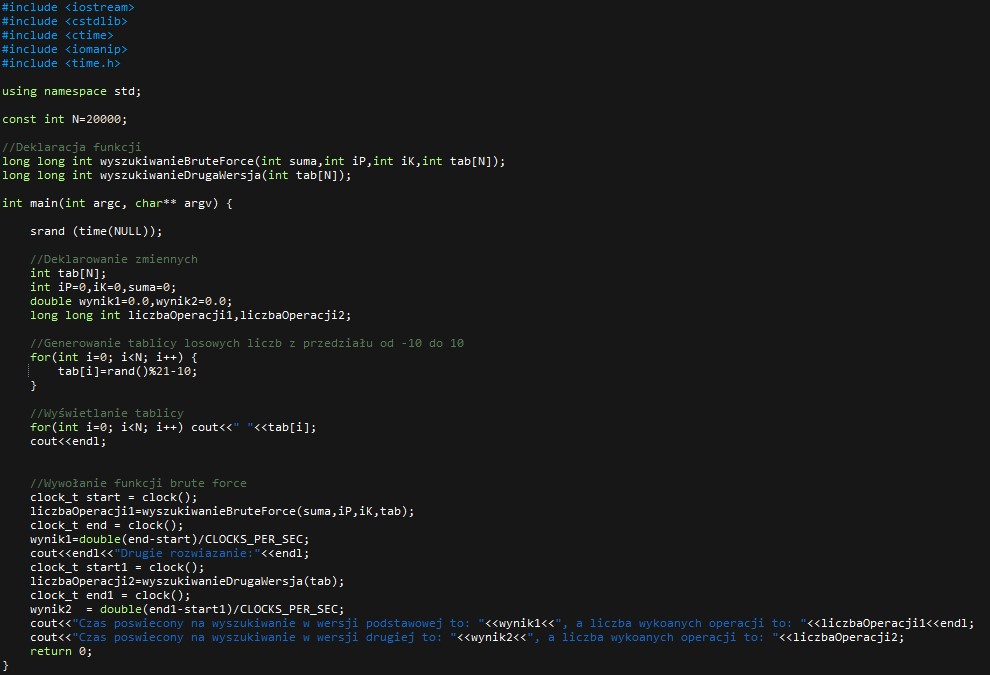 #include <iostream>
#include <cstdlib>
#include <ctime>
#include <iomanip>
#include <time.h>
using namespace std;
const int N=20000;
//Deklaracja funkcji
long long int wyszukiwanieBruteForce(int suma,int iP,int iK,int tab[N]);
long long int wyszukiwanieDrugaWersja(int tab[N]);
int main(int argc, char** argv) {
srand (time(NULL));
//Deklarowanie zmiennych
int tab[N];
int iP=0,iK=0,suma=0;
double wynik1=0.0,wynik2=0.0;
long long int liczbaOperacji1,liczbaOperacji2;
//Generowanie tablicy losowych liczb z przedziału od -10 do 10
for(int i=0; i<N; i++) {
tab[i]=rand()%21-10;
}
//Wyświetlanie tablicy
for(int i=0; i<N; i++) cout<<" "<<tab[i];
cout<<endl;
//Wywołanie funkcji brute force
clock_t start = clock();
liczbaOperacji1=wyszukiwanieBruteForce(suma,iP,iK,tab);
clock_t end = clock();
wynik1=double(end-start)/CLOCKS_PER_SEC;
cout<<endl<<"Drugie rozwiazanie:"<<endl;
clock_t start1 = clock();
liczbaOperacji2=wyszukiwanieDrugaWersja(tab);
clock_t end1 = clock();
wynik2  = double(end1-start1)/CLOCKS_PER_SEC;
cout<<"Czas poswiecony na wyszukiwanie w wersji podstawowej to: "<<wynik1<<", a liczba wykoanych operacji to: "<<liczbaOperacji1<<endl;
cout<<"Czas poswiecony na wyszukiwanie w wersji drugiej to: "<<wynik2<<", a liczba wykoanych operacji to: "<<liczbaOperacji2;
return 0;
}